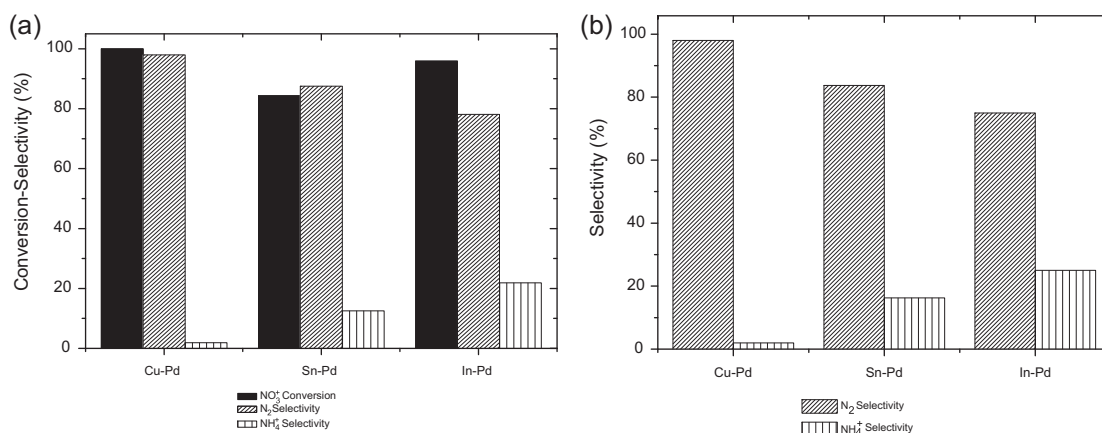 (a)
100
80
60
40
20
0
Conversion-Selectivity (%)
Cu-Pd Sn-Pd In-Pd
NO₃⁺ Conversion
N₂ Selectivity
NH₄⁺ Selectivity
(b)
100
80
60
40
20
0
Selectivity (%)
Cu-Pd Sn-Pd In-Pd
N₂ Selectivity
NH₄⁺ Selectivity